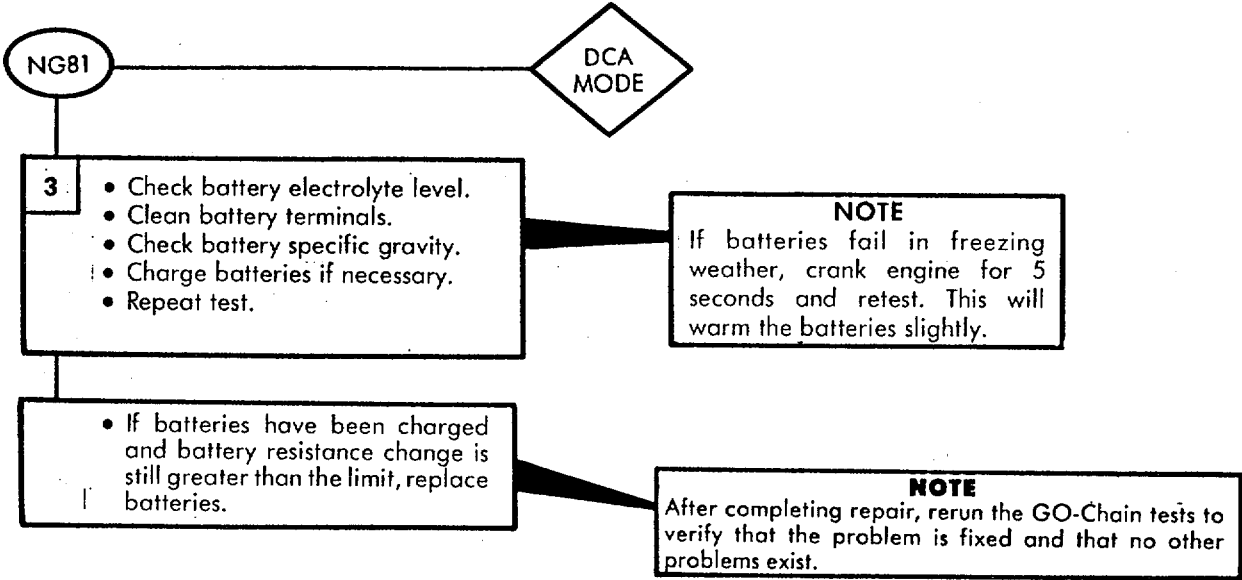 NG81
DCA
MODE
3
• Check battery electrolyte level.
• Clean battery terminals.
• Check battery specific gravity.
• Charge batteries if necessary.
• Repeat test.
NOTE
If batteries fail in freezing
weather, crank engine for 5
seconds and retest. This will
warm the batteries slightly.
• If batteries have been charged
and battery resistance change is
still greater than the limit, replace
batteries.
NOTE
After completing repair, rerun the GO-Chain tests to
verify that the problem is fixed and that no other
problems exist.